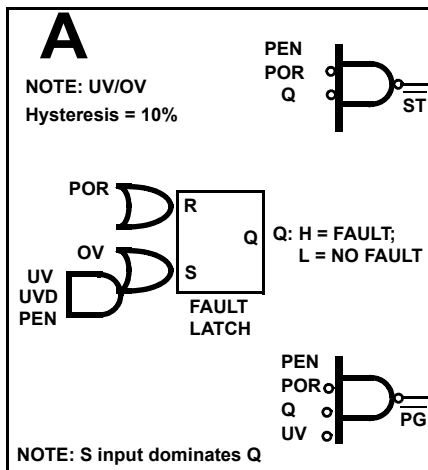 A
NOTE: UV/OV
Hysteresis = 10%
PEN
POR
Q
ST
POR
R
Q
Q: H = FAULT;
L = NO FAULT
OV
S
UV
UVD
PEN
FAULT
LATCH
PEN
POR
Q
UV
PG
NOTE: S input dominates Q